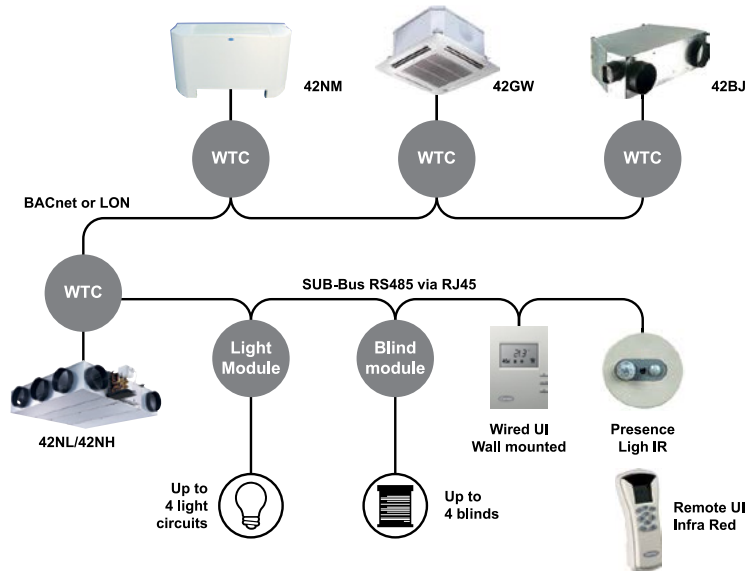 42NM
42GW
42BJ
WTC
WTC
WTC
BACnet or LON
WTC
SUB-Bus RS485 via RJ45
Light
Module
Blind
module
42NL/42NH
Wired UI
Wall mounted
Presence
Ligh IR
Up to
4 light
circuits
Up to
4 blinds
Remote UI
Infra Red